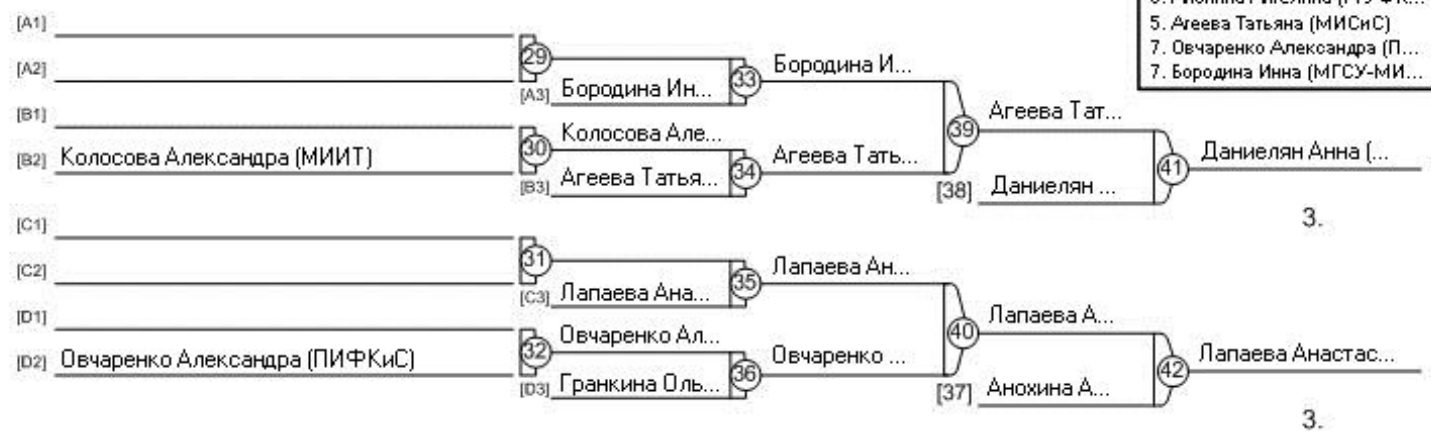 5. Агеева Татьяна (МИСиС)
7. Овчаренко Александра (П...
7. Бородина Инна (МГСУ-МИ...
[A1]
[A2]
29
[A3] Бородина Ин...
33
Бородина И...
[B1]
[B2] Колосова Александра (МИИТ)
30
Колосова Але...
[B3] Агеева Татья...
34
Агеева Тать...
39
Агеева Тат...
[38] Даниелян ...
41
Даниелян Анна (...
3.
[C1]
[C2]
31
[C3] Лапаева Ана...
35
Лапаева Ан...
[D1]
[D2] Овчаренко Александра (ПИФКиС)
32
Овчаренко Ал...
[D3] Гранкина Оль...
36
Овчаренко ...
40
Лапаева А...
[37] Анохина А...
42
Лапаева Анастас...
3.